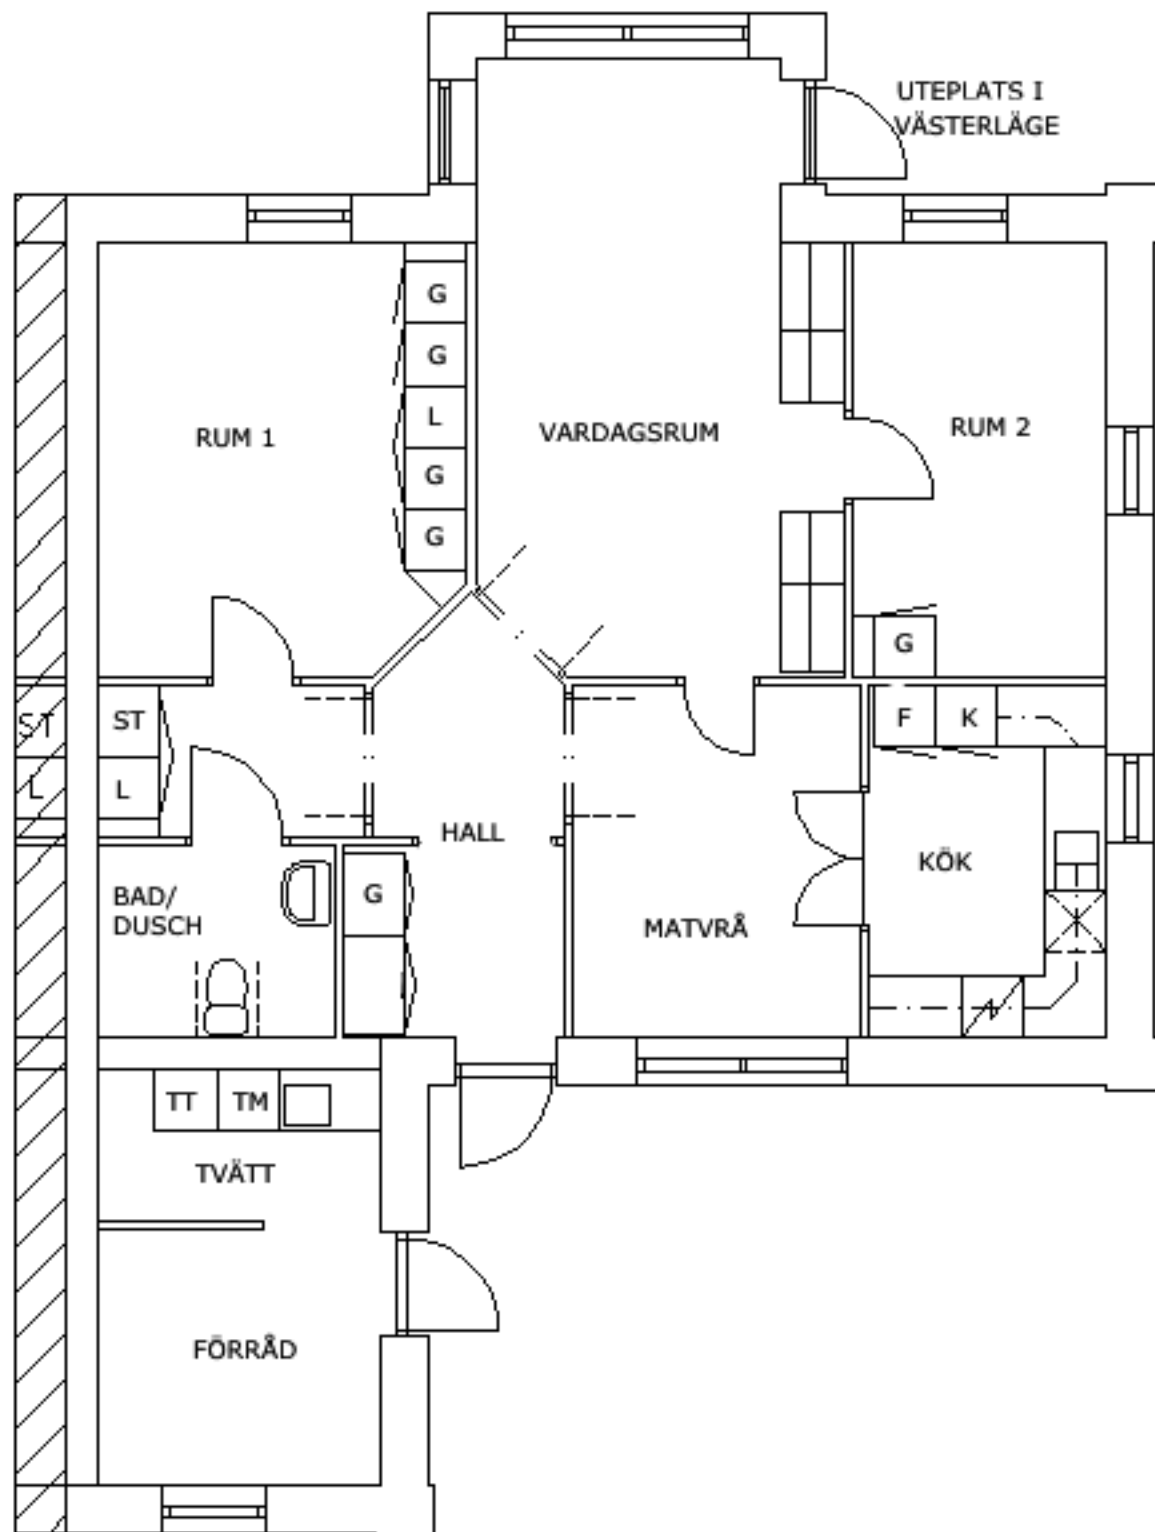 UTEPLATS I
VÄSTERLÄGE
G
G
L
G
G
RUM 1
VARDAGSRUM
RUM 2
G
ST
ST
F
K
L
L
HALL
KÖK
BAD/
DUSCH
G
MATVRÅ
TT
TM
TVÄTT
FÖRRÅD